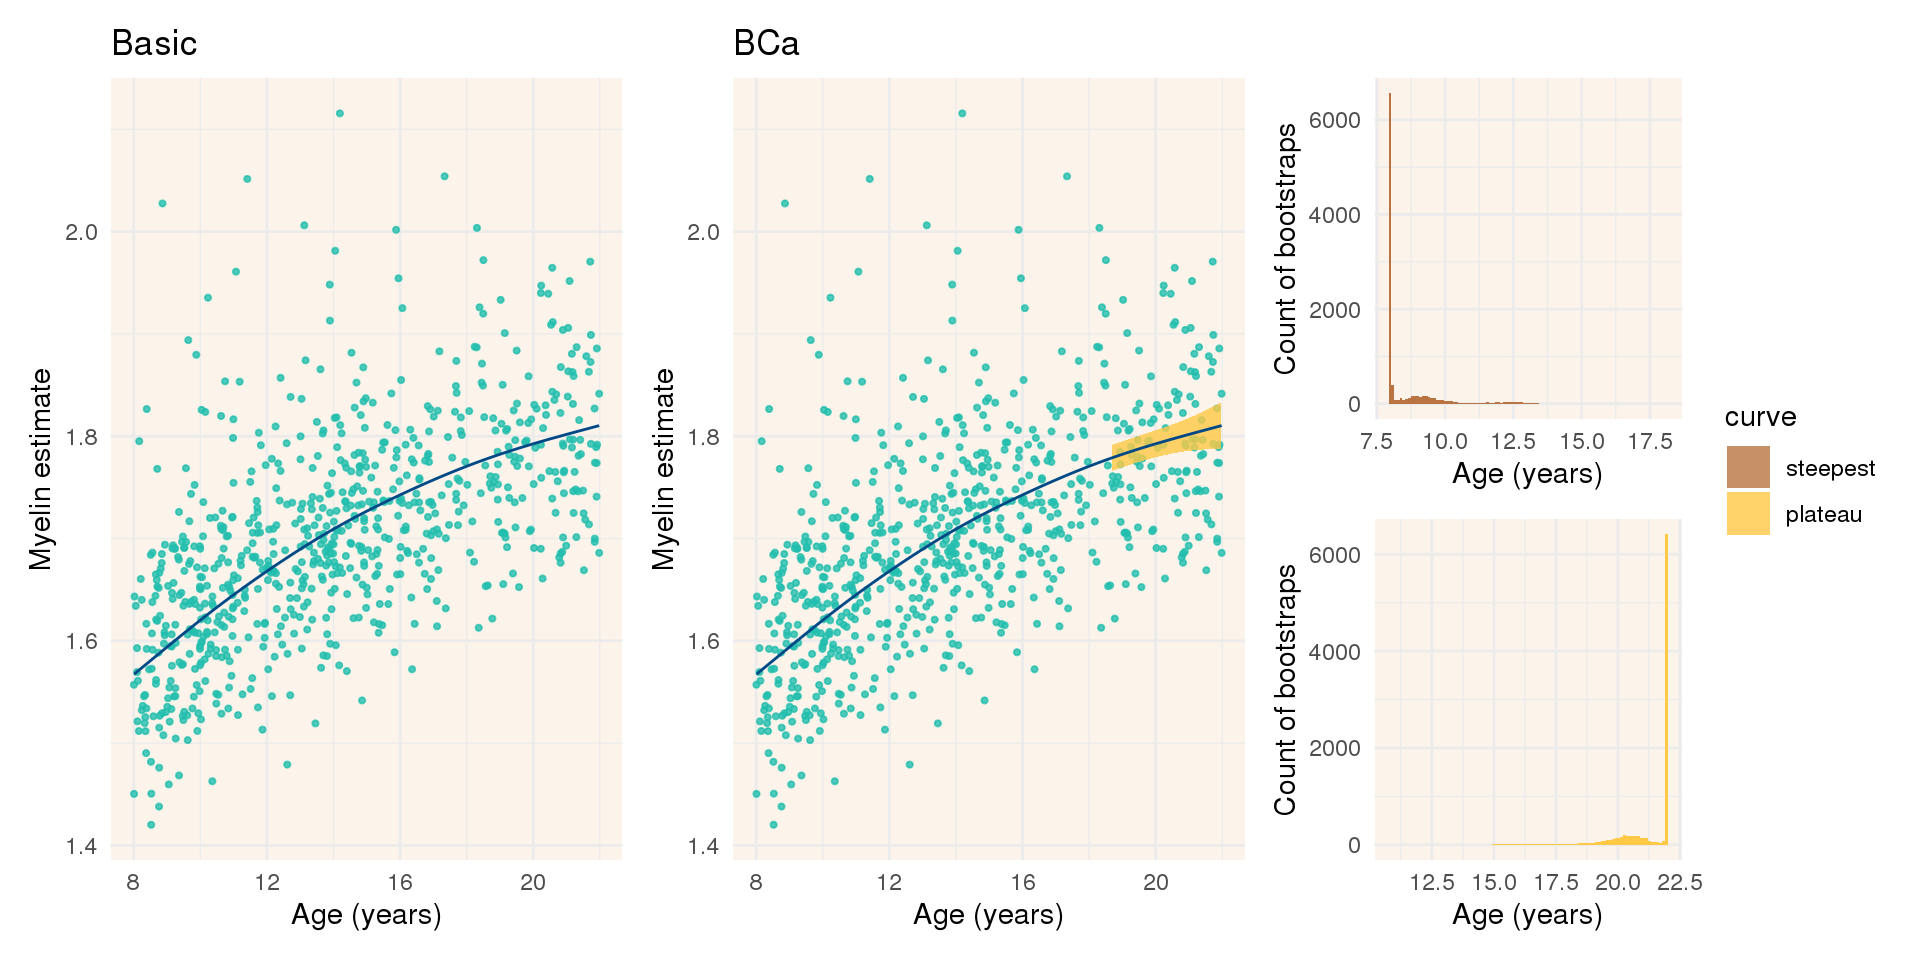 Basic
Myelin estimate
2.0
1.8
1.6
1.4
8 12 16 20
Age (years)
BCa
Myelin estimate
2.0
1.8
1.6
1.4
8 12 16 20
Age (years)
Count of bootstraps
6000
4000
2000
0
7.5 10.0 12.5 15.0 17.5
Age (years)
Count of bootstraps
6000
4000
2000
0
12.5 15.0 17.5 20.0 22.5
Age (years)
curve
steepest
plateau